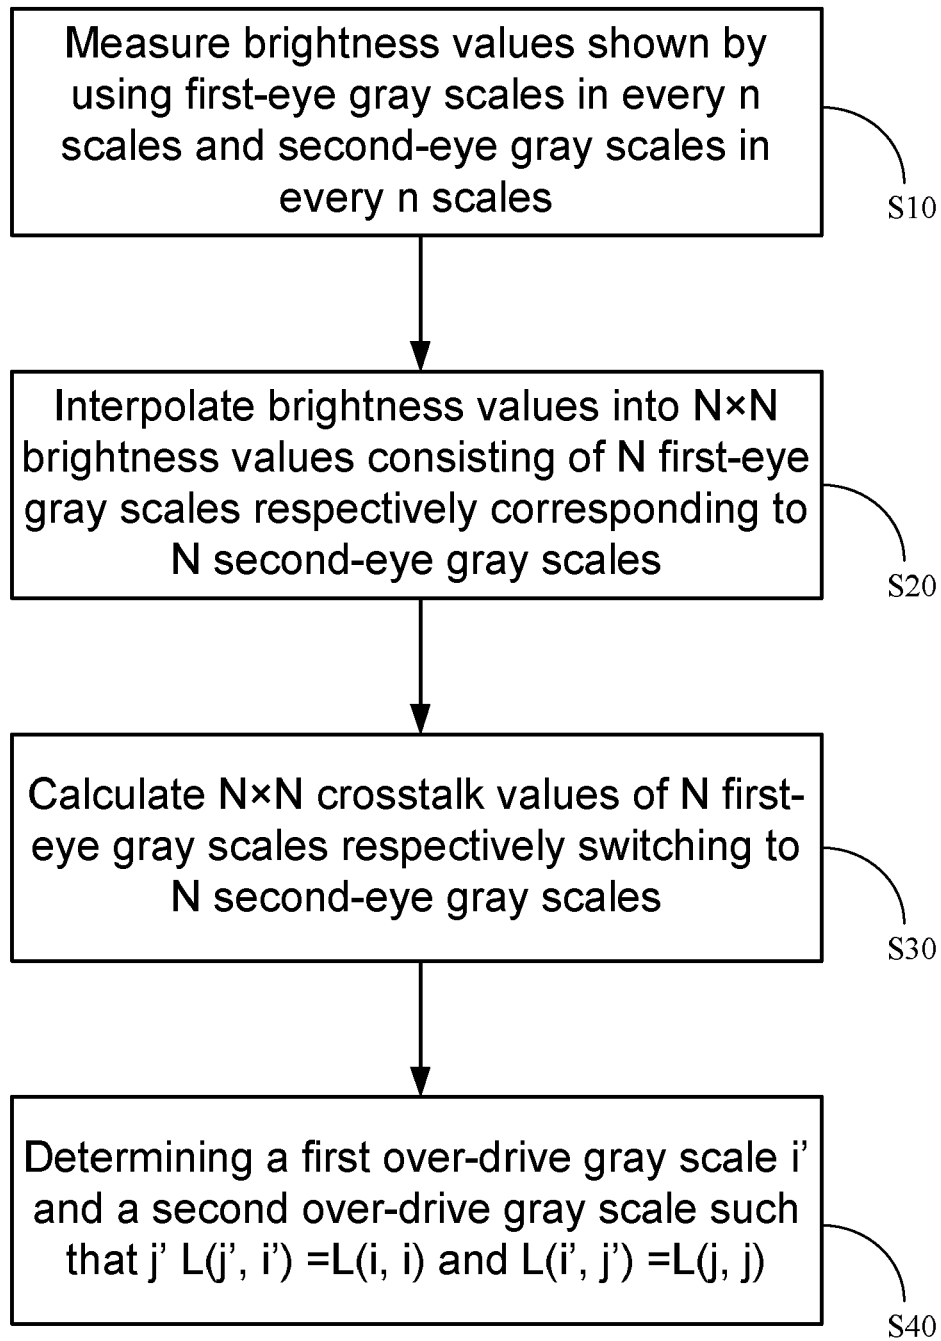 Measure brightness values shown by
using first-eye gray scales in every n
scales and second-eye gray scales in
every n scales
S10
Interpolate brightness values into N×N
brightness values consisting of N first-eye
gray scales respectively corresponding to
N second-eye gray scales
S20
Calculate N×N crosstalk values of N first-
eye gray scales respectively switching to
N second-eye gray scales
S30
Determining a first over-drive gray scale i’
and a second over-drive gray scale such
that j’ L(j’, i’) =L(i, i) and L(i’, j’) =L(j, j)
S40